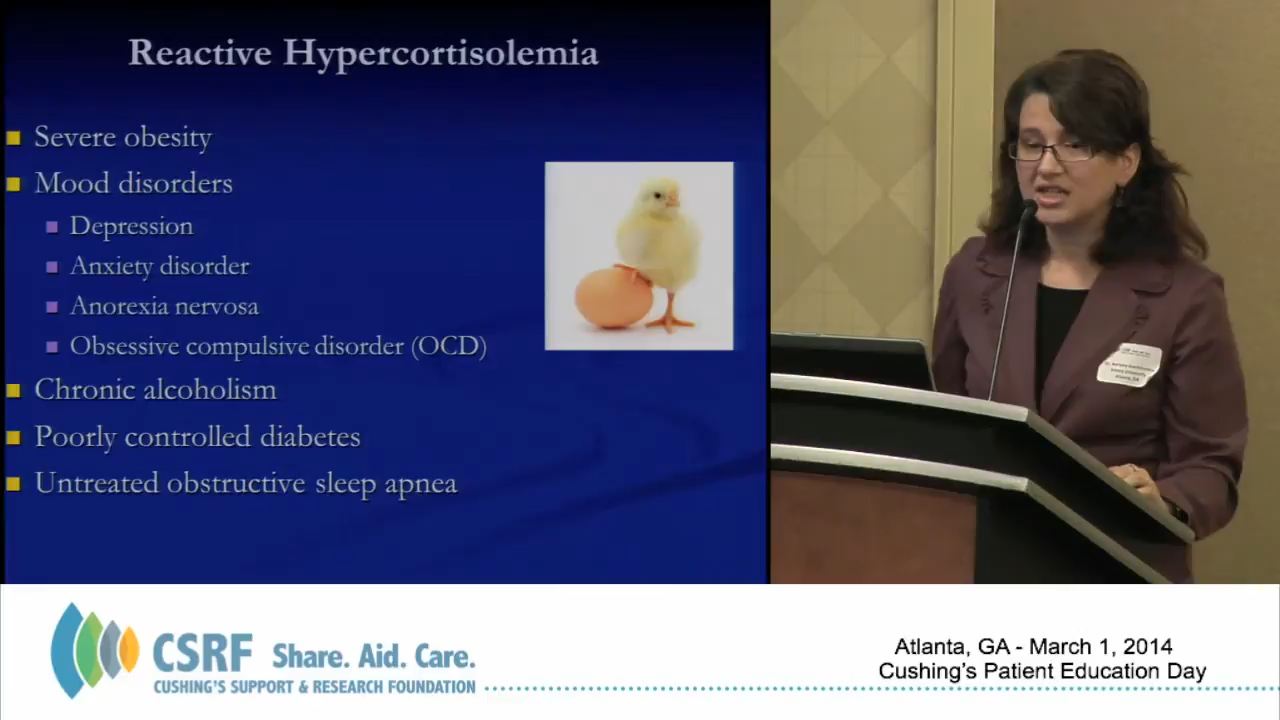 Reactive Hypercortisolemia
Severe obesity
Mood disorders
Depression
Anxiety disorder
Anorexia nervosa
Obsessive compulsive disorder (OCD)
Chronic alcoholism
Poorly controlled diabetes
Untreated obstructive sleep apnea
CSRF Share. Aid. Care.
CUSHING'S SUPPORT & RESEARCH FOUNDATION
Atlanta, GA - March 1, 2014
Cushing's Patient Education Day